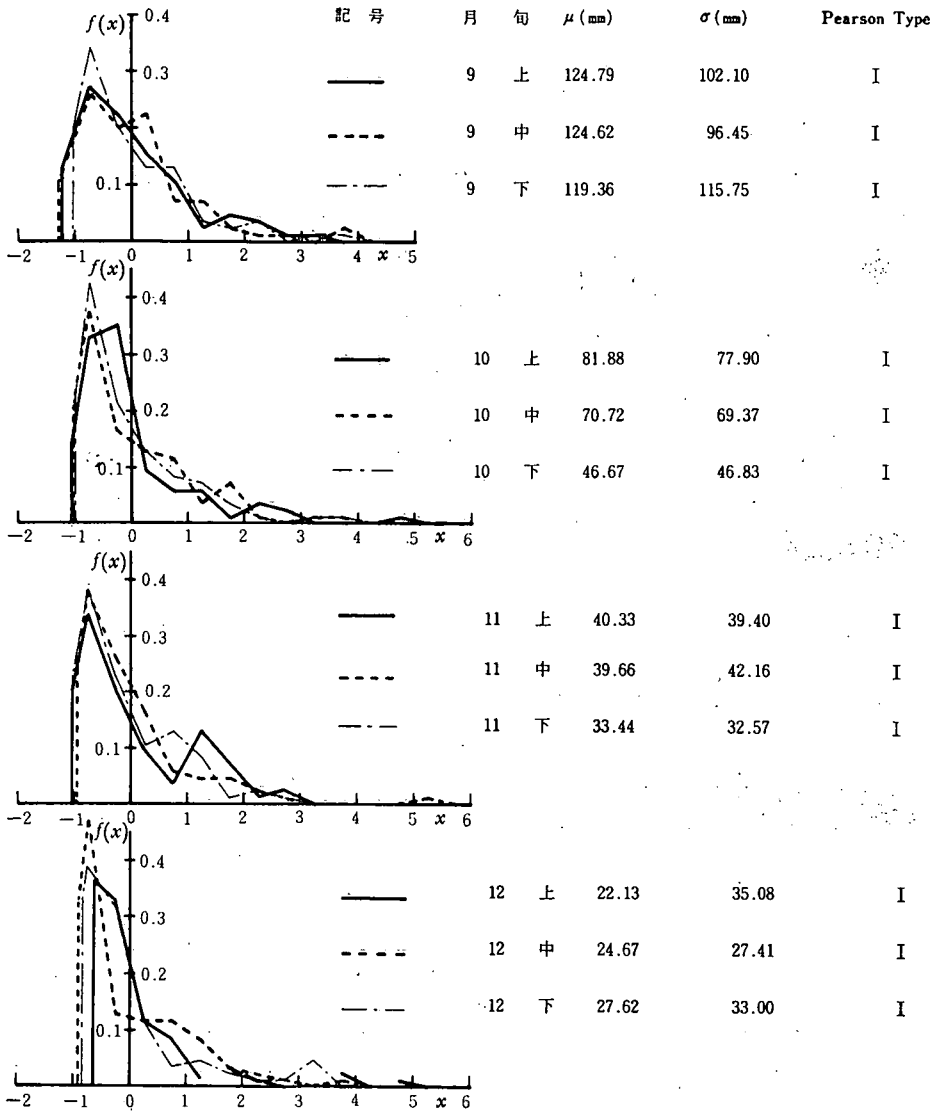 f(x) 記号 月 旬 μ(mm) σ(mm) Pearson Type
0.3 9 上 124.79 102.10 I
9 中 124.62 96.45 I
0.1 9 下 119.36 115.75 I
-2 -1 0 1 2 3 4 x 5
f(x)
0.4
0.3 10 上 81.88 77.90 I
0.2 10 中 70.72 69.37 I
0.1 10 下 46.67 46.83 I
-2 -1 0 1 2 3 4 x 5 6
f(x)
0.4
0.3 11 上 40.33 39.40 I
0.2 11 中 39.66 42.16 I
0.1 11 下 33.44 32.57 I
-2 -1 0 1 2 3 4 5 x 6
f(x)
0.4 12 上 22.13 35.08 I
0.3
0.2 12 中 24.67 27.41 I
0.1 12 下 27.62 33.00 I
-2 -1 0 1 2 3 4 5 x 6